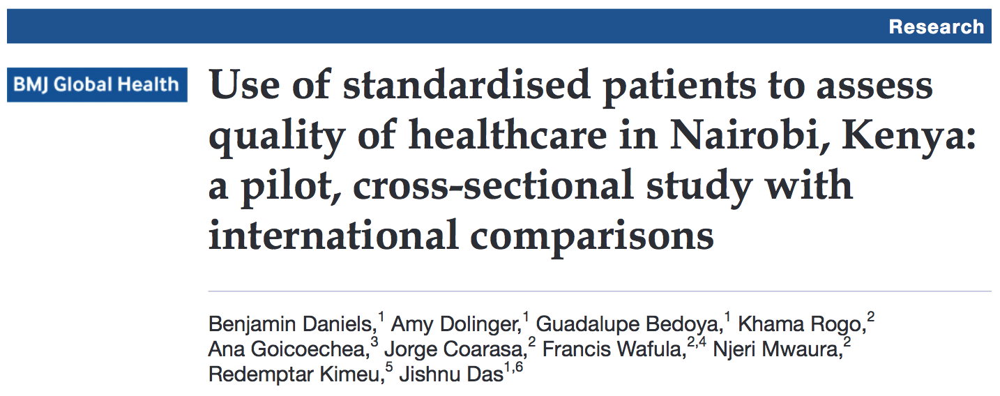 Research
BMJ Global Health
Use of standardised patients to assess
quality of healthcare in Nairobi, Kenya:
a pilot, cross-sectional study with
international comparisons
Benjamin Daniels,1 Amy Dolinger,1 Guadalupe Bedoya,1 Khama Rogo,2
Ana Goicoechea,3 Jorge Coarasa,2 Francis Wafula,2,4 Njeri Mwaura,2
Redemptar Kimeu,5 Jishnu Das1,6